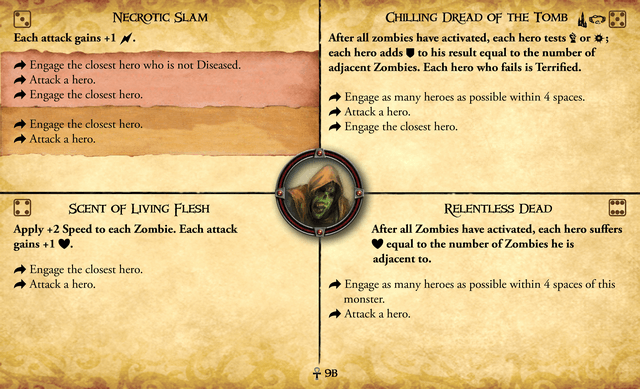 Necrotic Slam
Each attack gains +1 .
Engage the closest hero who is not Diseased.
Attack a hero.
Engage the closest hero.
Engage the closest hero.
Attack a hero.
Chilling Dread of the Tomb
After all zombies have activated, each hero tests or ;
each hero adds to his result equal to the number of
adjacent Zombies. Each hero who fails is Terrified.
Engage as many heroes as possible within 4 spaces.
Attack a hero.
Engage the closest hero.
Scent of Living Flesh
Apply +2 Speed to each Zombie. Each attack
gains +1 .
Engage the closest hero.
Attack a hero.
Relentless Dead
After all Zombies have activated, each hero suffers
equal to the number of Zombies he is
adjacent to.
Engage as many heroes as possible within 4 spaces of this
monster.
Attack a hero.
9B